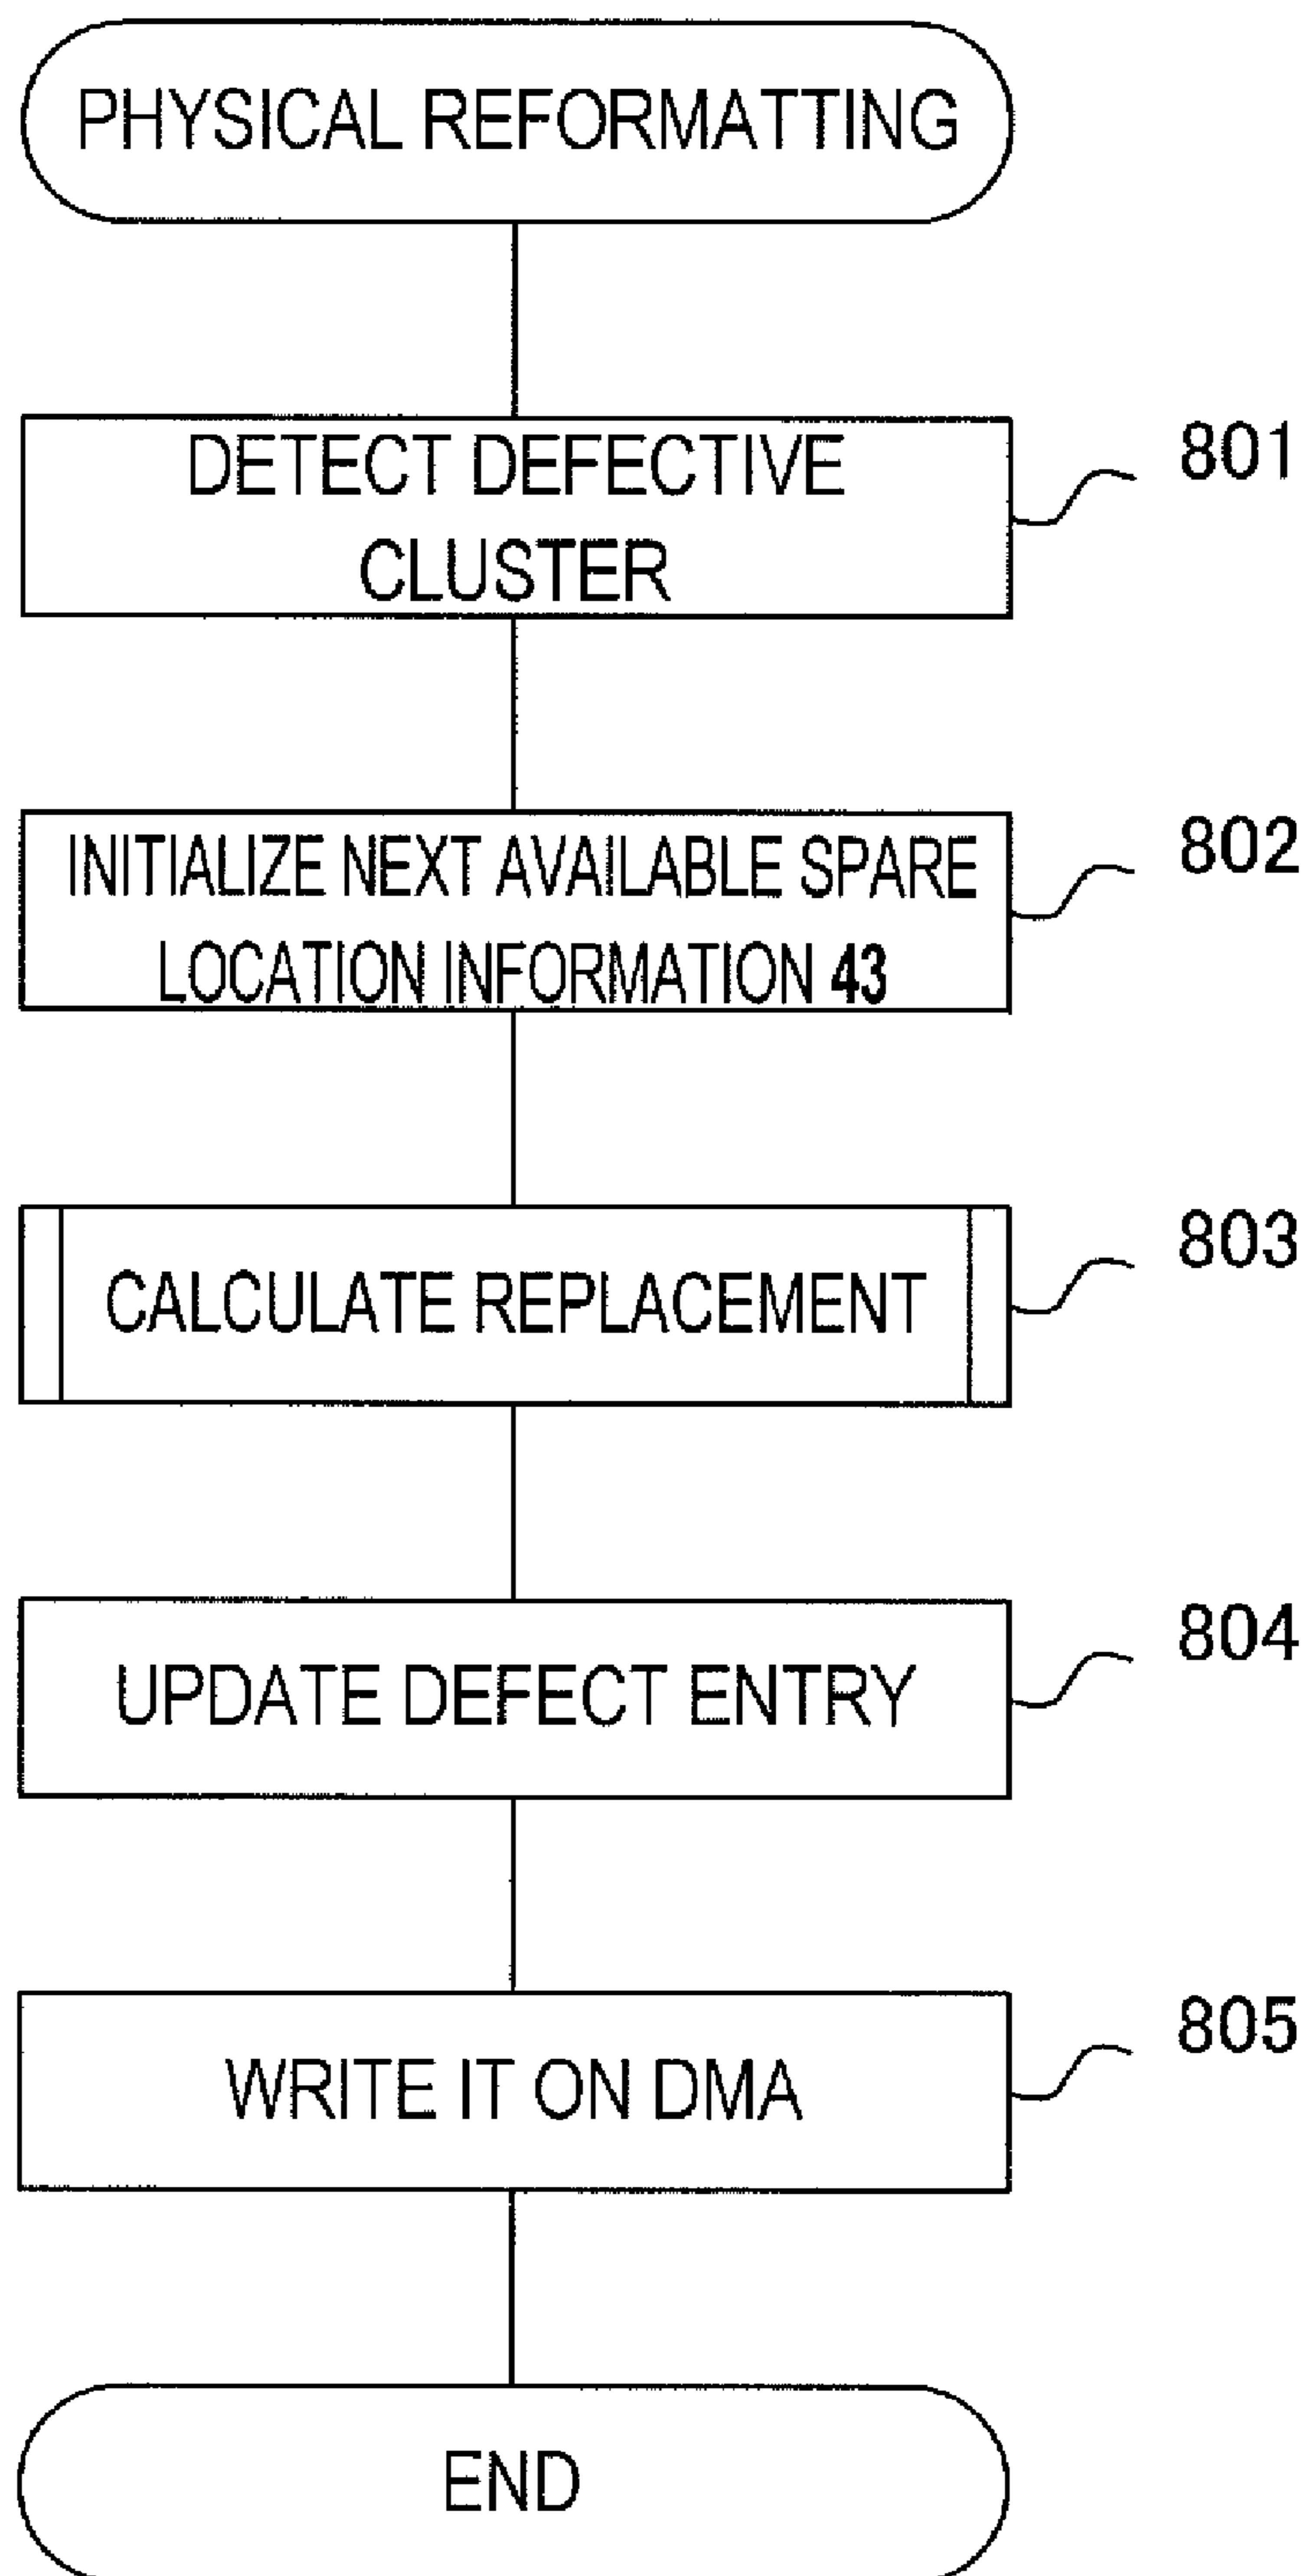 PHYSICAL REFORMATTING
DETECT DEFECTIVE
CLUSTER
801
INITIALIZE NEXT AVAILABLE SPARE
LOCATION INFORMATION 43
802
CALCULATE REPLACEMENT
803
UPDATE DEFECT ENTRY
804
WRITE IT ON DMA
805
END